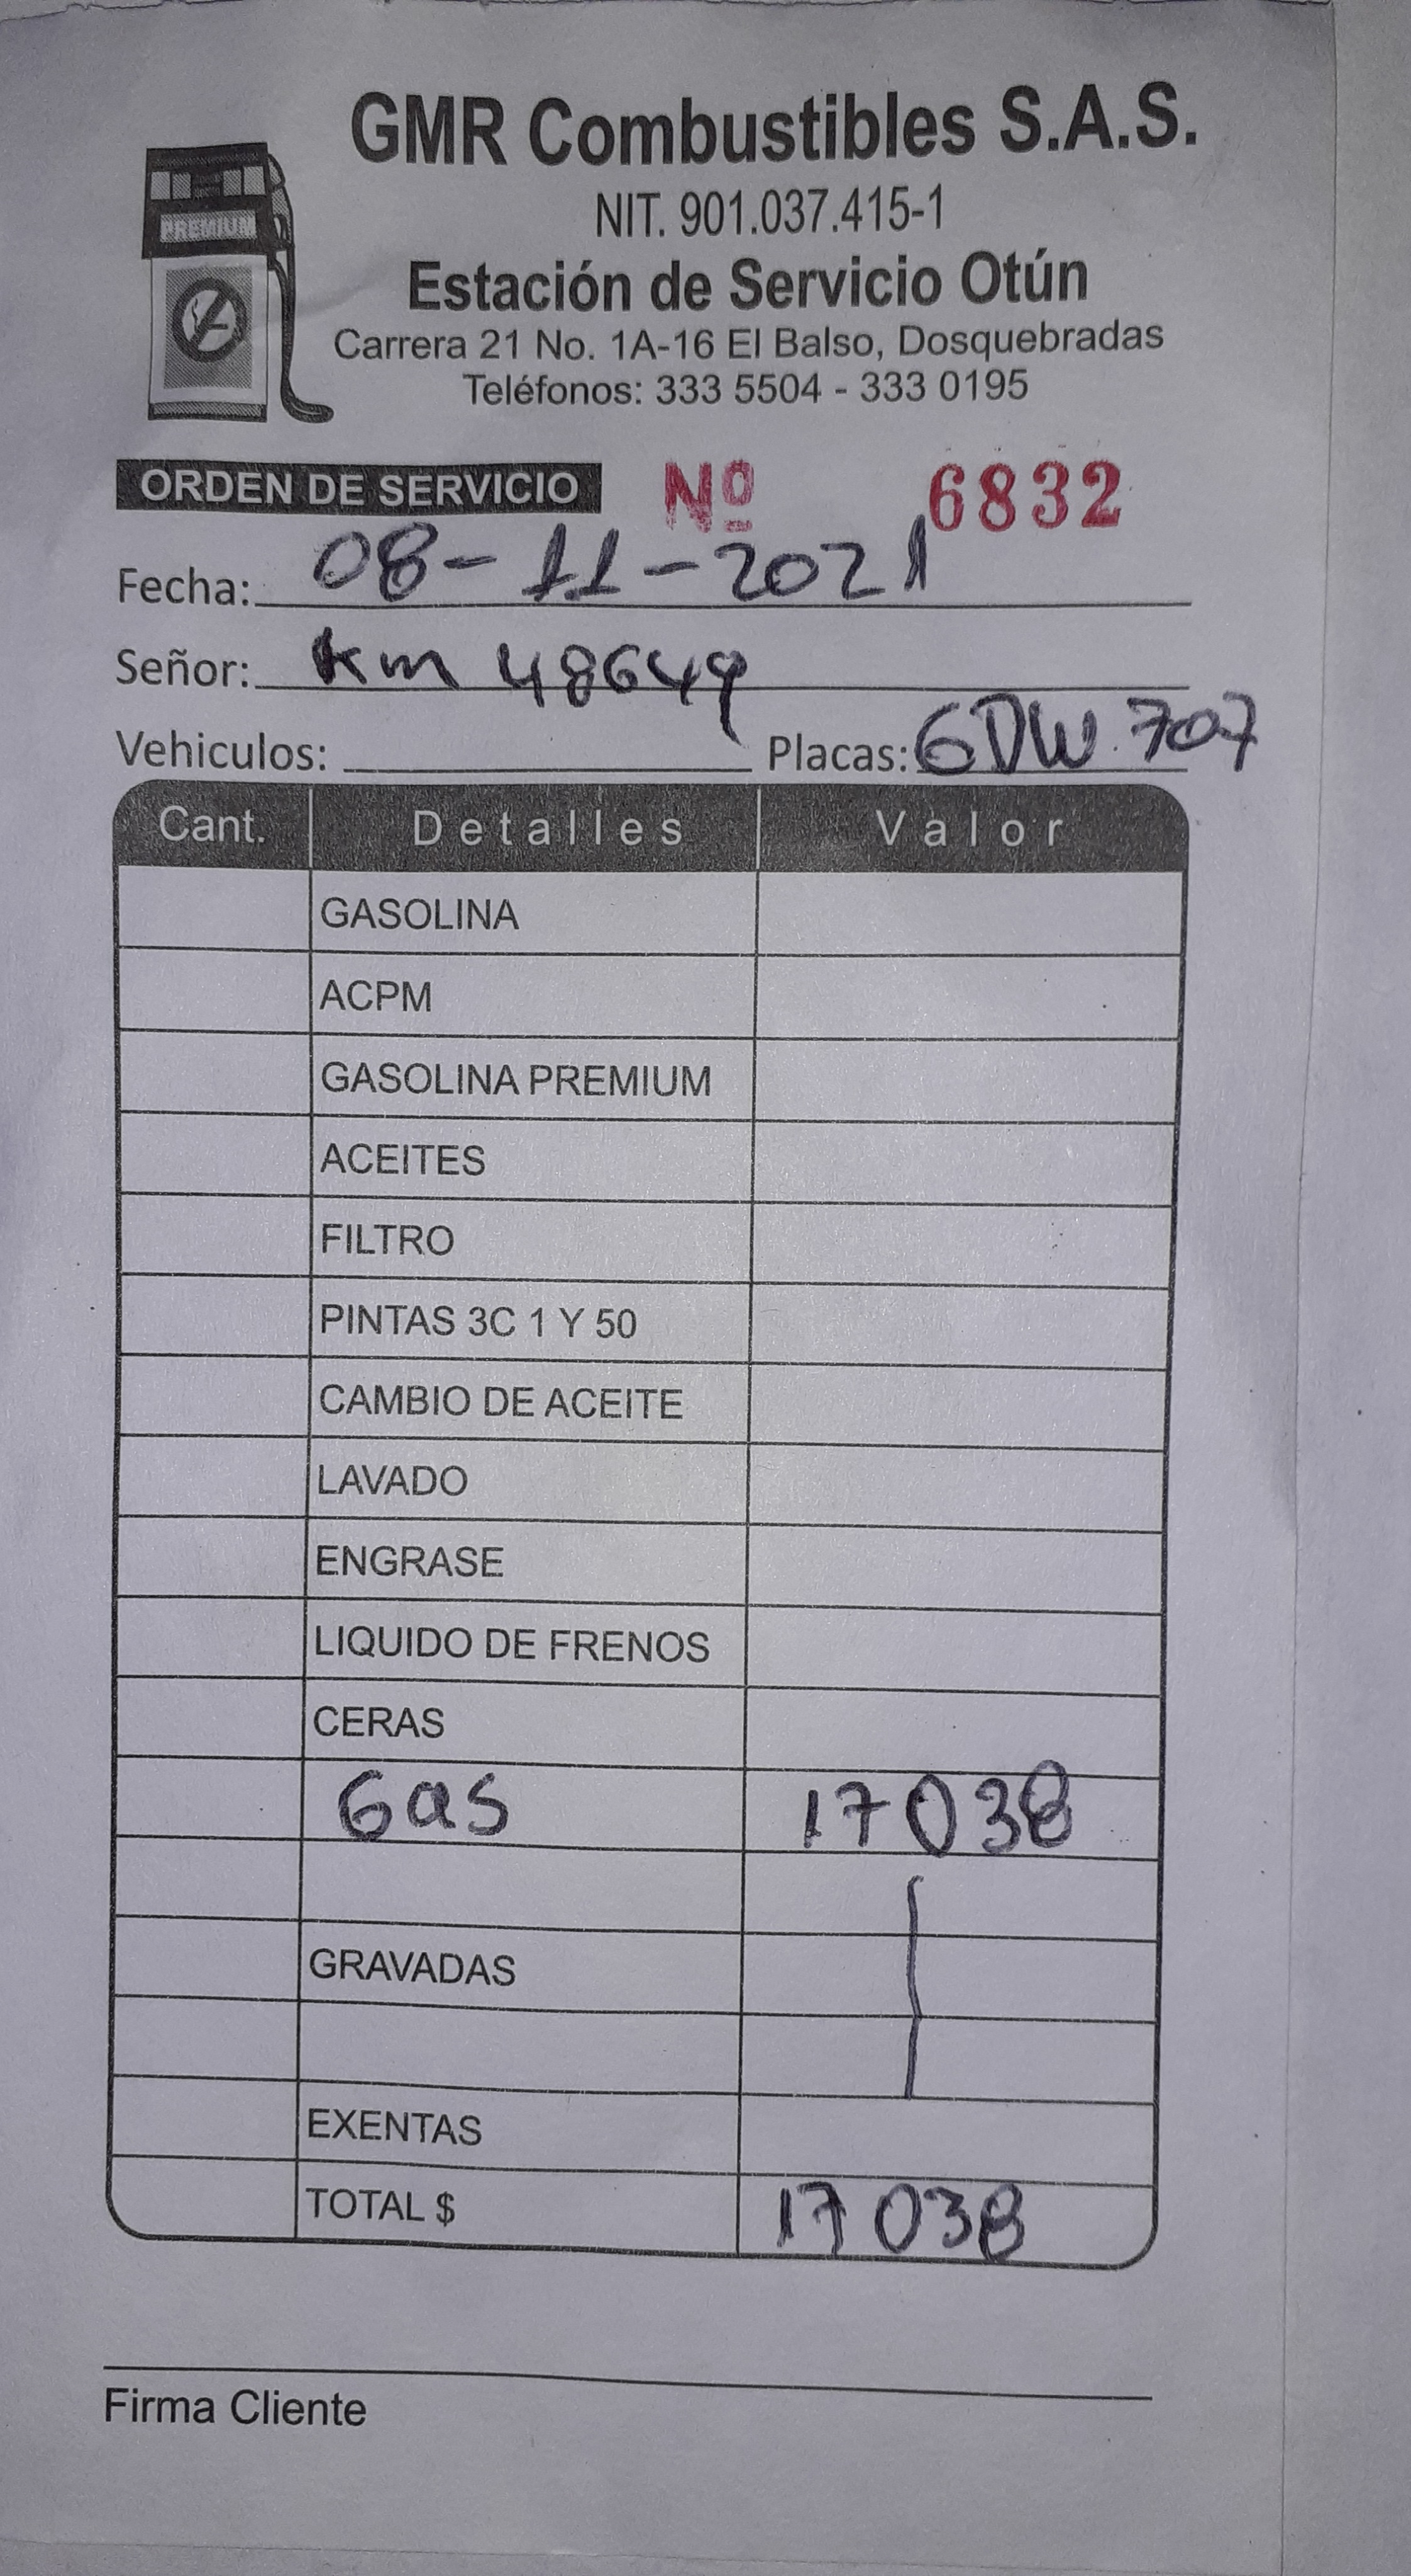 GMR Combustibles S.A.S.
NIT. 901.037.415-1
PREMIUM
Estación de Servicio Otún
Carrera 21 No. 1A-16 El Balso, Dosquebradas
Teléfonos: 333 5504 - 333 0195
ORDEN DE SERVICIO Nº 6832
Fecha: 08-11-2021
Señor: Km 48649
Vehiculos: Placas: GDW 707
Cant. Detalles Valor
GASOLINA
ACPM
GASOLINA PREMIUM
ACEITES
FILTRO
PINTAS 3C 1 Y 50
CAMBIO DE ACEITE
LAVADO
ENGRASE
LIQUIDO DE FRENOS
CERAS
Gas 17038
GRAVADAS
EXENTAS
TOTAL $ 17038
Firma Cliente